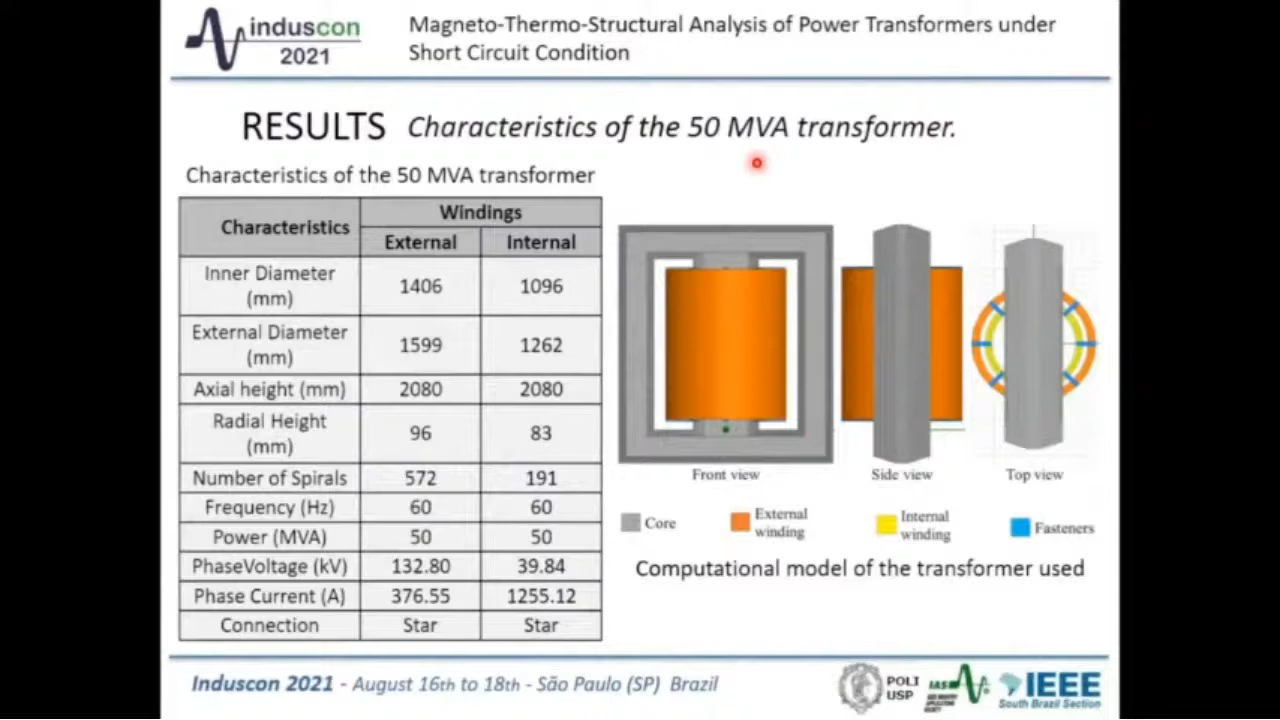 induscon
2021
Magneto-Thermo-Structural Analysis of Power Transformers under
Short Circuit Condition
RESULTS Characteristics of the 50 MVA transformer.
Characteristics of the 50 MVA transformer
Characteristics Windings
External Internal
Inner Diameter
(mm) 1406 1096
External Diameter
(mm) 1599 1262
Axial height (mm) 2080 2080
Radial Height
(mm) 96 83
Number of Spirals 572 191
Frequency (Hz) 60 60
Power (MVA) 50 50
PhaseVoltage (kV) 132.80 39.84
Phase Current (A) 376.55 1255.12
Connection Star Star
Front view Side view Top view
Core
External
winding
Internal
winding
Fasteners
Computational model of the transformer used
Induscon 2021 - August 16th to 18th - São Paulo (SP) Brazil
POLI
USP
IAS
IEEE
South Brazil Section